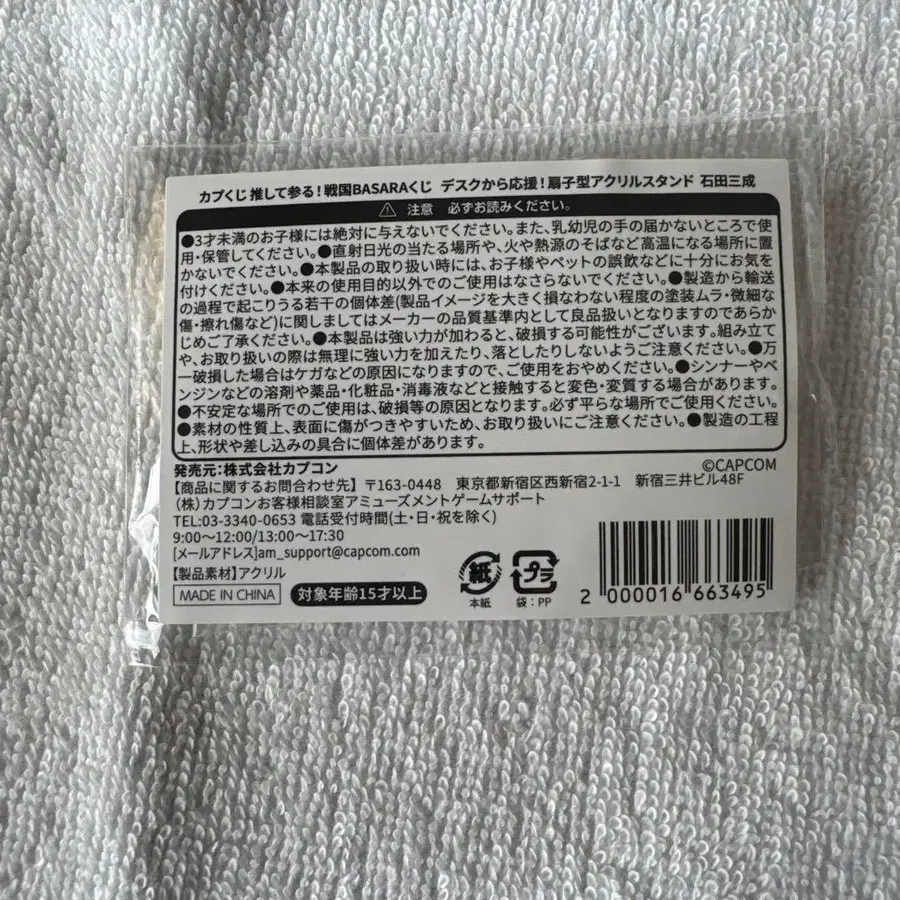 カプくじ 推して参る！戦国BASARAくじ デスクから応援！扇子型アクリルスタンド 石田三成
注意 必ずお読みください。
●3才未満のお子様には絶対に与えないでください。また、乳幼児の手の届かないところで使
用・保管してください。●直射日光の当たる場所や、火や熱源のそばなど高温になる場所に置
かないでください。●本製品の取り扱い時には、お子様やペットの誤飲などに十分にお気を
付けください。●本来の使用目的以外でのご使用はなさらないでください。●製造から輸送
の過程で起こりうる若干の個体差(製品イメージを大きく損なわない程度の塗装ムラ・微細な
傷・擦れ傷など)に関しましてはメーカーの品質基準内として良品扱いとなりますのであらか
じめご了承ください。●本製品は強い力が加わると、破損する可能性がございます。組み立て
や、お取り扱いの際は無理に強い力を加えたり、落としたりしないようご注意ください。●万
一破損した場合はケガなどの原因になりますので、ご使用をおやめください。●シンナーやベ
ンジンなどの溶剤や薬品・化粧品・消毒液などと接触すると変色・変質する場合があります。
●不安定な場所でのご使用は、破損等の原因となります。必ず平らな場所でご使用ください。
●素材の性質上、表面に傷がつきやすいため、お取り扱いにご注意ください。●製造の工程
上、形状や差し込みの具合に個体差があります。
発売元：株式会社カプコン ©CAPCOM
【商品に関するお問合わせ先】〒163-0448 東京都新宿区西新宿2-1-1 新宿三井ビル48F
（株）カプコンお客様相談室アミューズメントゲームサポート
TEL:03-3340-0653 電話受付時間(土・日・祝を除く)
9:00～12:00/13:00～17:30
[メールアドレス]am_support@capcom.com
【製品素材】アクリル
MADE IN CHINA 対象年齢15才以上
紙 本紙
プラ 袋：PP
2 000016 663495